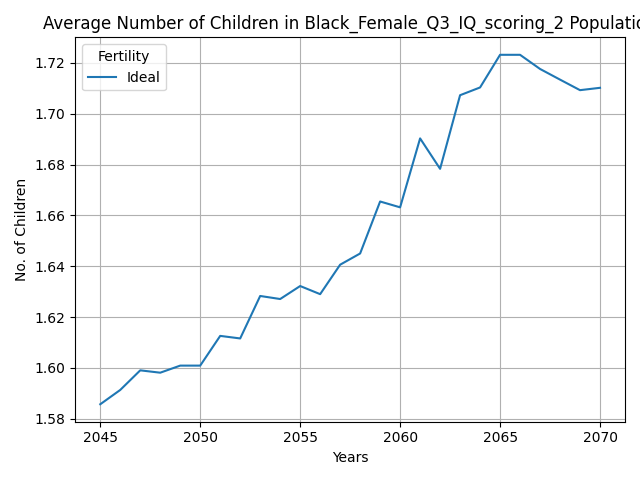 Average Number of Children in Black_Female_Q3_IQ_scoring_2 Populatio
Fertility
Ideal
No. of Children
1.72
1.70
1.68
1.66
1.64
1.62
1.60
1.58
2045 2050 2055 2060 2065 2070
Years